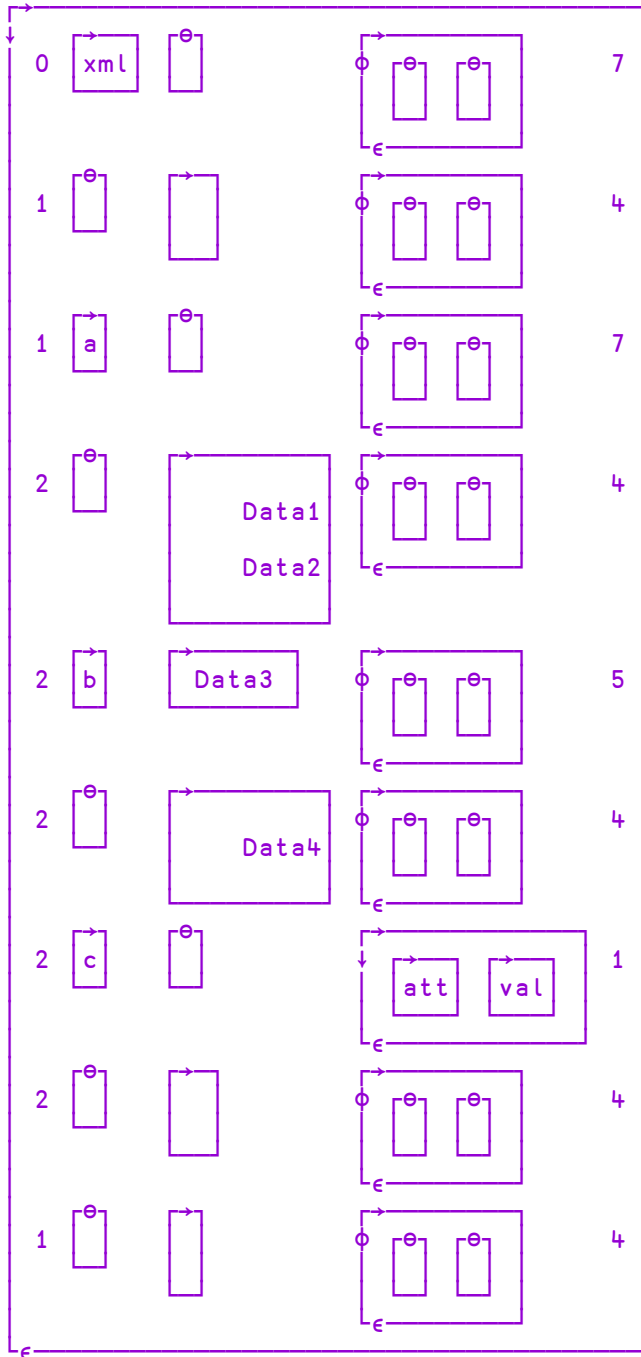 0 xml 7
1 4
1 a 7
2 Data1 4
Data2
2 b Data3 5
2 Data4 4
2 c att val 1
2 4
1 4